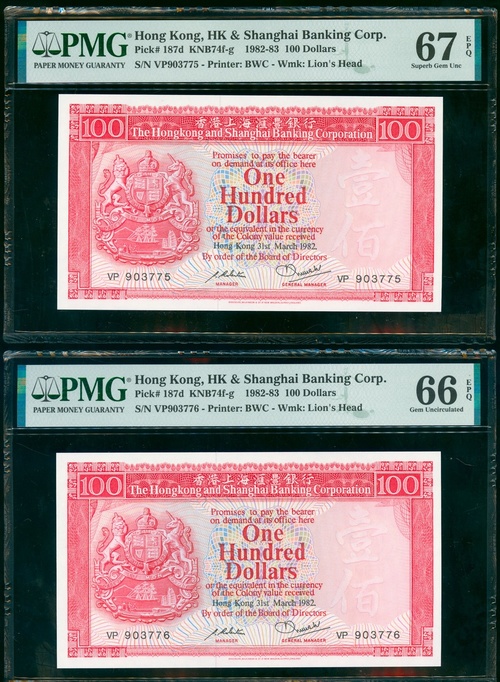 PMG
PAPER MONEY GUARANTY
Hong Kong, HK & Shanghai Banking Corp.
Pick# 187d KNB74f-g 1982-83 100 Dollars
S/N VP903775 - Printer: BWC - Wmk: Lion's Head
67 EPQ
Superb Gem Unc
香港上海滙豐銀行
100 The Hongkong and Shanghai Banking Corporation 100
Promises to pay the bearer
on demand at its office here
One
Hundred
Dollars
or the equivalent in the currency
of the Colony value received
Hong Kong 31st March 1982.
By order of the Board of Directors
壹
佰
MANAGER
GENERAL MANAGER
VP 903775
PMG
PAPER MONEY GUARANTY
Hong Kong, HK & Shanghai Banking Corp.
Pick# 187d KNB74f-g 1982-83 100 Dollars
S/N VP903776 - Printer: BWC - Wmk: Lion's Head
66 EPQ
Gem Uncirculated
香港上海滙豐銀行
100 The Hongkong and Shanghai Banking Corporation 100
Promises to pay the bearer
on demand at its office here
One
Hundred
Dollars
or the equivalent in the currency
of the Colony value received
Hong Kong 31st March 1982.
By order of the Board of Directors
壹
佰
VP 903776
MANAGER
GENERAL MANAGER
VP 903776